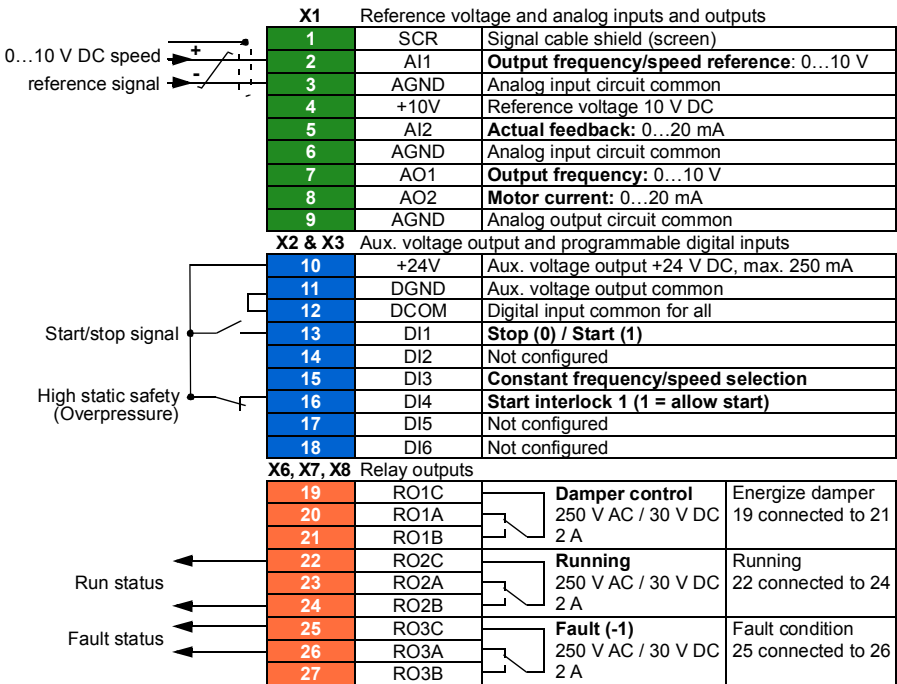 X1 Reference voltage and analog inputs and outputs
1 SCR Signal cable shield (screen)
0…10 V DC speed + 2 AI1 Output frequency/speed reference: 0…10 V
reference signal - 3 AGND Analog input circuit common
4 +10V Reference voltage 10 V DC
5 AI2 Actual feedback: 0…20 mA
6 AGND Analog input circuit common
7 AO1 Output frequency: 0…10 V
8 AO2 Motor current: 0…20 mA
9 AGND Analog output circuit common
X2 & X3 Aux. voltage output and programmable digital inputs
10 +24V Aux. voltage output +24 V DC, max. 250 mA
11 DGND Aux. voltage output common
12 DCOM Digital input common for all
Start/stop signal 13 DI1 Stop (0) / Start (1)
14 DI2 Not configured
15 DI3 Constant frequency/speed selection
High static safety 16 DI4 Start interlock 1 (1 = allow start)
(Overpressure)
17 DI5 Not configured
18 DI6 Not configured
X6, X7, X8 Relay outputs
19 RO1C Damper control Energize damper
20 RO1A 250 V AC / 30 V DC 19 connected to 21
21 RO1B 2 A
22 RO2C Running Running
Run status 23 RO2A 250 V AC / 30 V DC 22 connected to 24
24 RO2B 2 A
25 RO3C Fault (-1) Fault condition
Fault status 26 RO3A 250 V AC / 30 V DC 25 connected to 26
27 RO3B 2 A